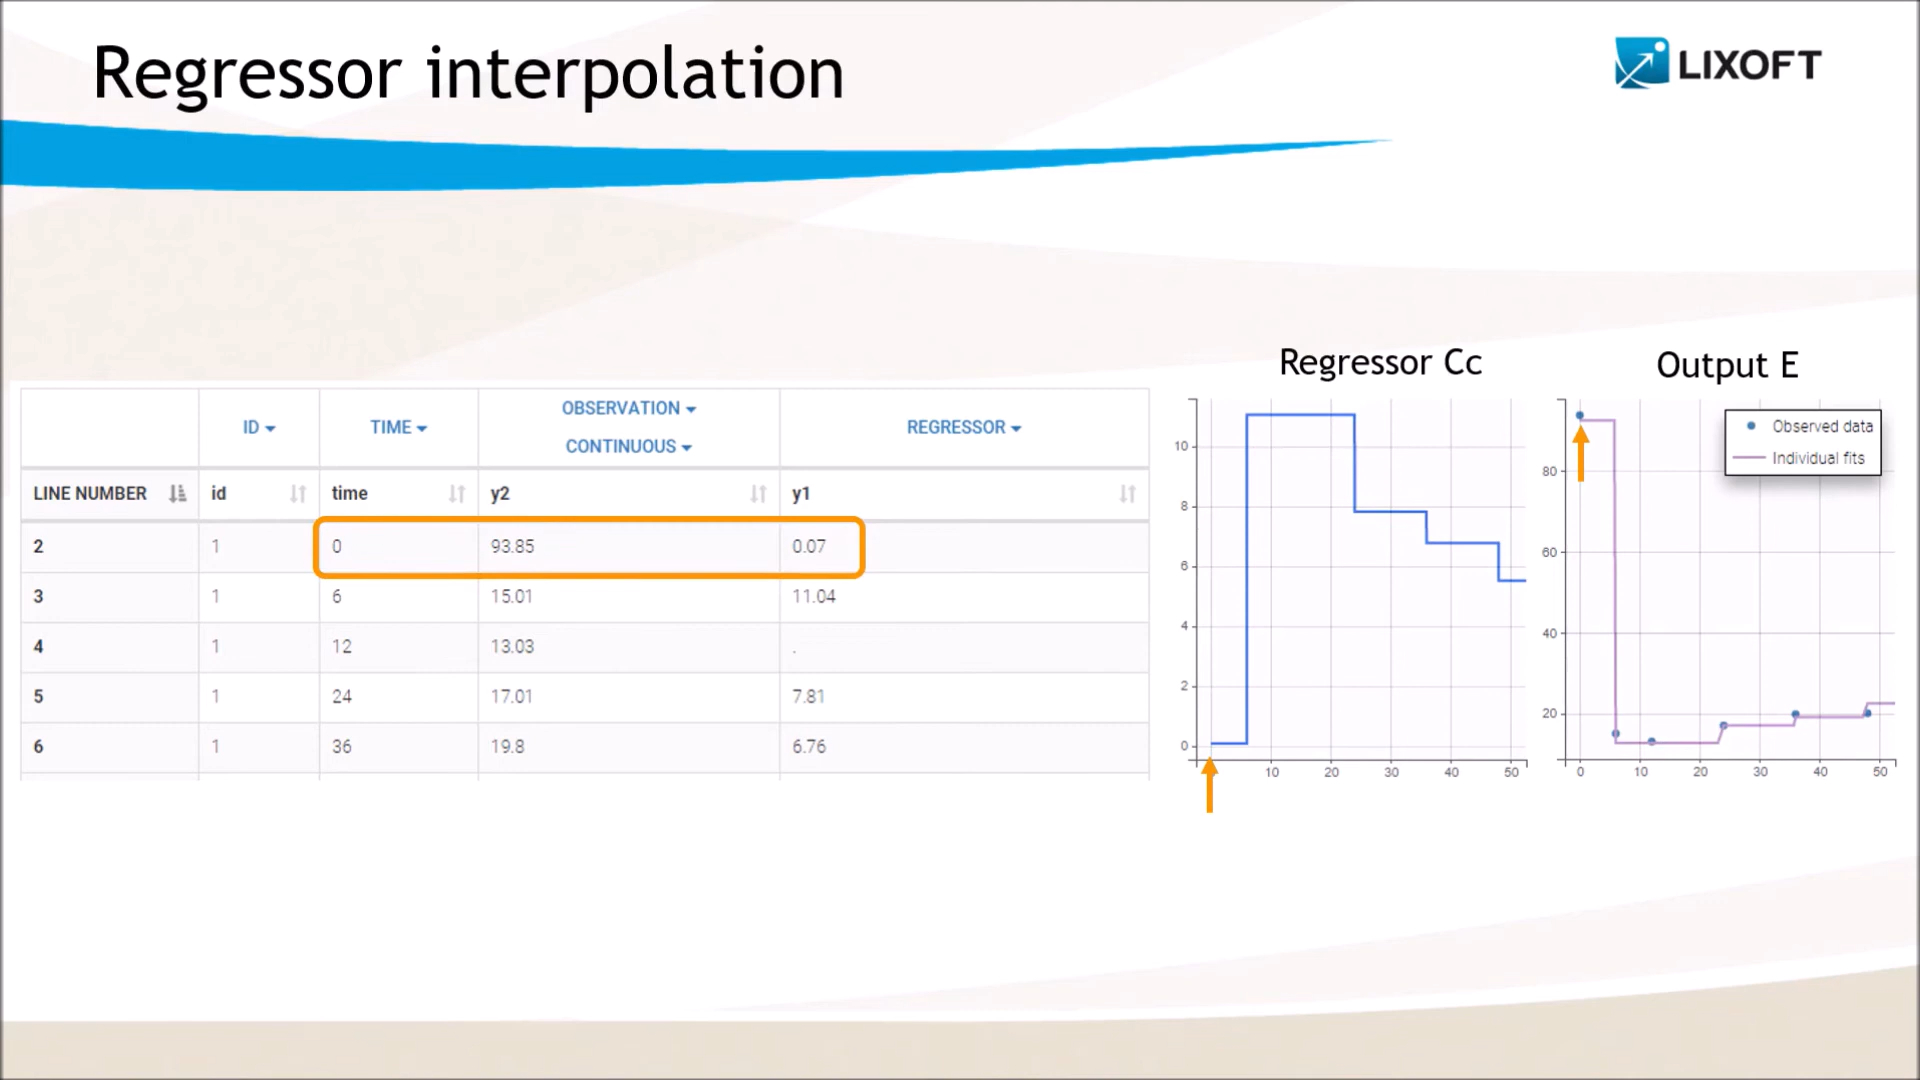 Regressor interpolation
LIXOFT
ID TIME OBSERVATION REGRESSOR
CONTINUOUS
LINE NUMBER id time y2 y1
2 1 0 93.85 0.07
3 1 6 15.01 11.04
4 1 12 13.03 .
5 1 24 17.01 7.81
6 1 36 19.8 6.76
Regressor Cc
10
8
6
4
2
0
10 20 30 40 50
Output E
Observed data
Individual fits
80
60
40
20
0 10 20 30 40 50